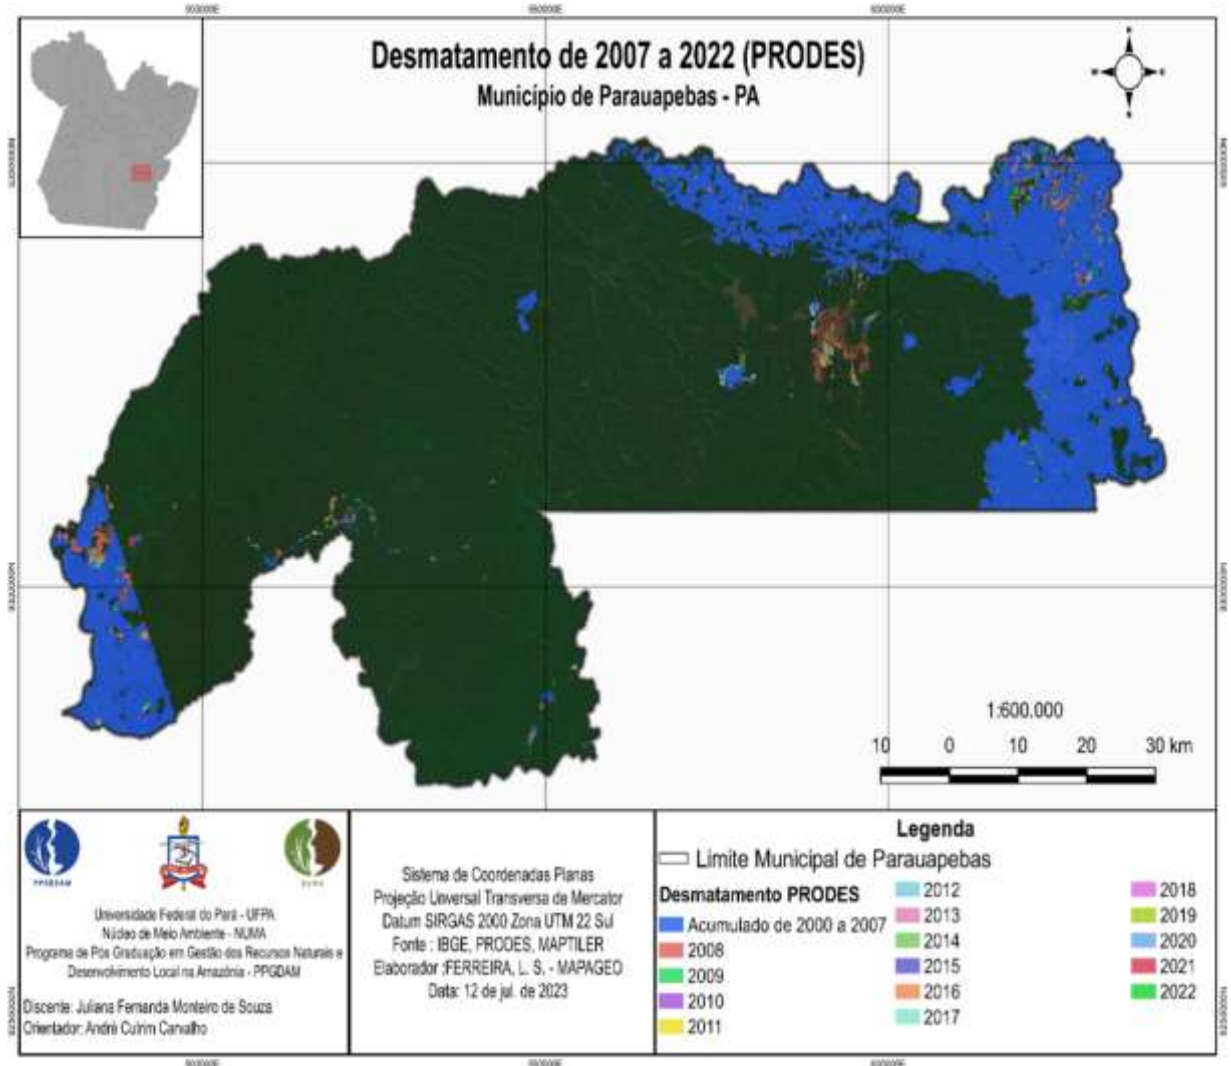 Desmatamento de 2007 a 2022 (PRODES)
Município de Parauapebas - PA
1:600.000
10 0 10 20 30 km
PPGEDAM
NUMA
Universidade Federal do Pará - UFPA
Núcleo de Meio Ambiente - NUMA
Programa de Pós Graduação em Gestão dos Recursos Naturais e
Desenvolvimento Local na Amazônia - PPGDAM
Discente: Juliana Fernanda Monteiro de Souza
Orientador: André Cutrim Carvalho
Sistema de Coordenadas Planas
Projeção Universal Transversa de Mercator
Datum SIRGAS 2000 Zona UTM 22 Sul
Fonte : IBGE, PRODES, MAPTILER
Elaborador :FERREIRA, L. S. - MAPAGEO
Data: 12 de jul. de 2023
Legenda
Limite Municipal de Parauapebas
Desmatamento PRODES
Acumulado de 2000 a 2007
2008
2009
2010
2011
2012
2013
2014
2015
2016
2017
2018
2019
2020
2021
2022